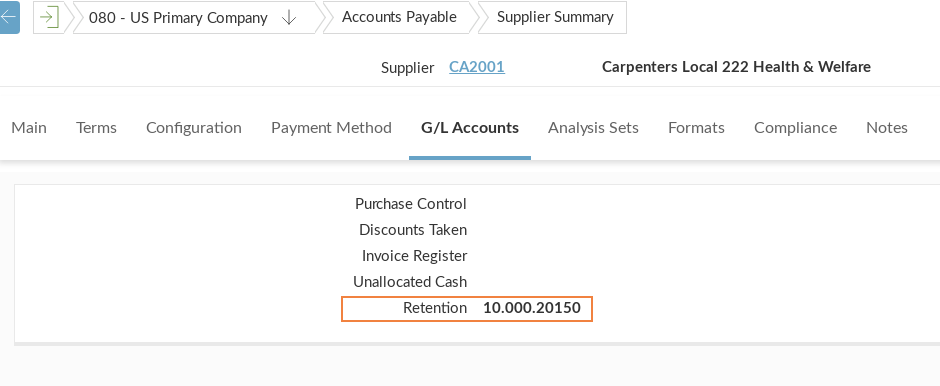 080 - US Primary Company Accounts Payable Supplier Summary
Supplier CA2001 Carpenters Local 222 Health & Welfare
Main Terms Configuration Payment Method G/L Accounts Analysis Sets Formats Compliance Notes
Purchase Control
Discounts Taken
Invoice Register
Unallocated Cash
Retention 10.000.20150